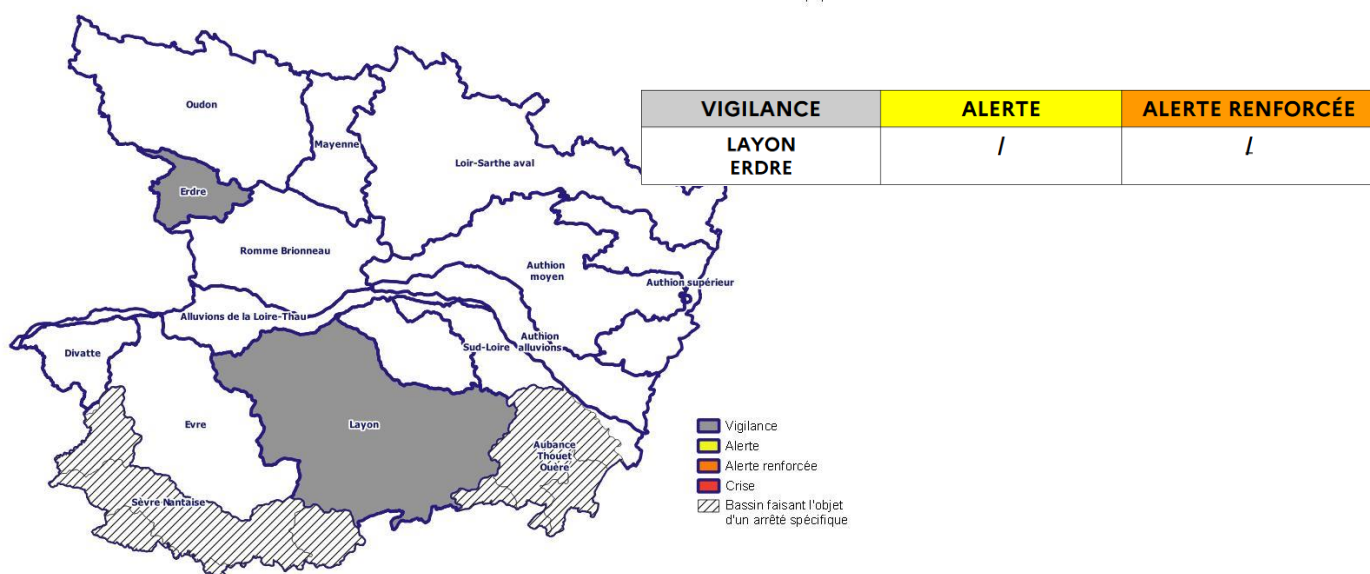 Oudon
Mayenne
Loir-Sarthe aval
Erdre
Romme Brionneau
Authion
moyen
Authion supérieur
Alluvions de la Loire-Thau
Authion
alluvions
Sud-Loire
Divatte
Evre
Layon
Aubance
Thouet
Ouère
Sèvre Nantaise
VIGILANCE ALERTE ALERTE RENFORCÉE
LAYON / /
ERDRE
Vigilance
Alerte
Alerte renforcée
Crise
Bassin faisant l'objet
d'un arrêté spécifique